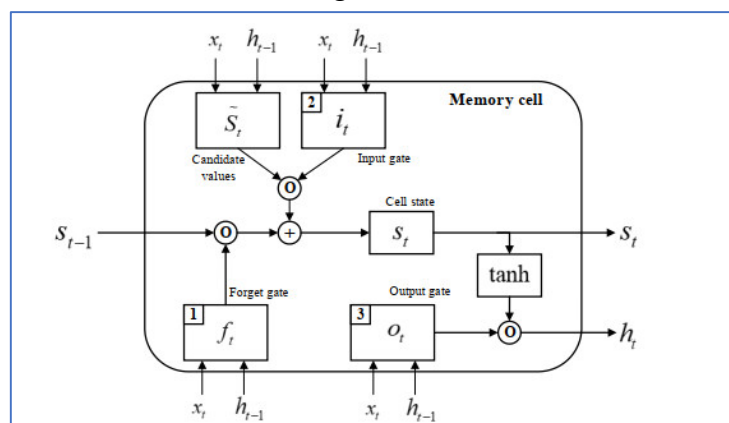 x_t h_{t-1} x_t h_{t-1}
Memory cell
S̃_t
2 i_t
Candidate values
Input gate
O
Cell state
s_{t-1} O + s_t s_t
tanh
Forget gate
Output gate
1 f_t
3 o_t O h_t
x_t h_{t-1} x_t h_{t-1}